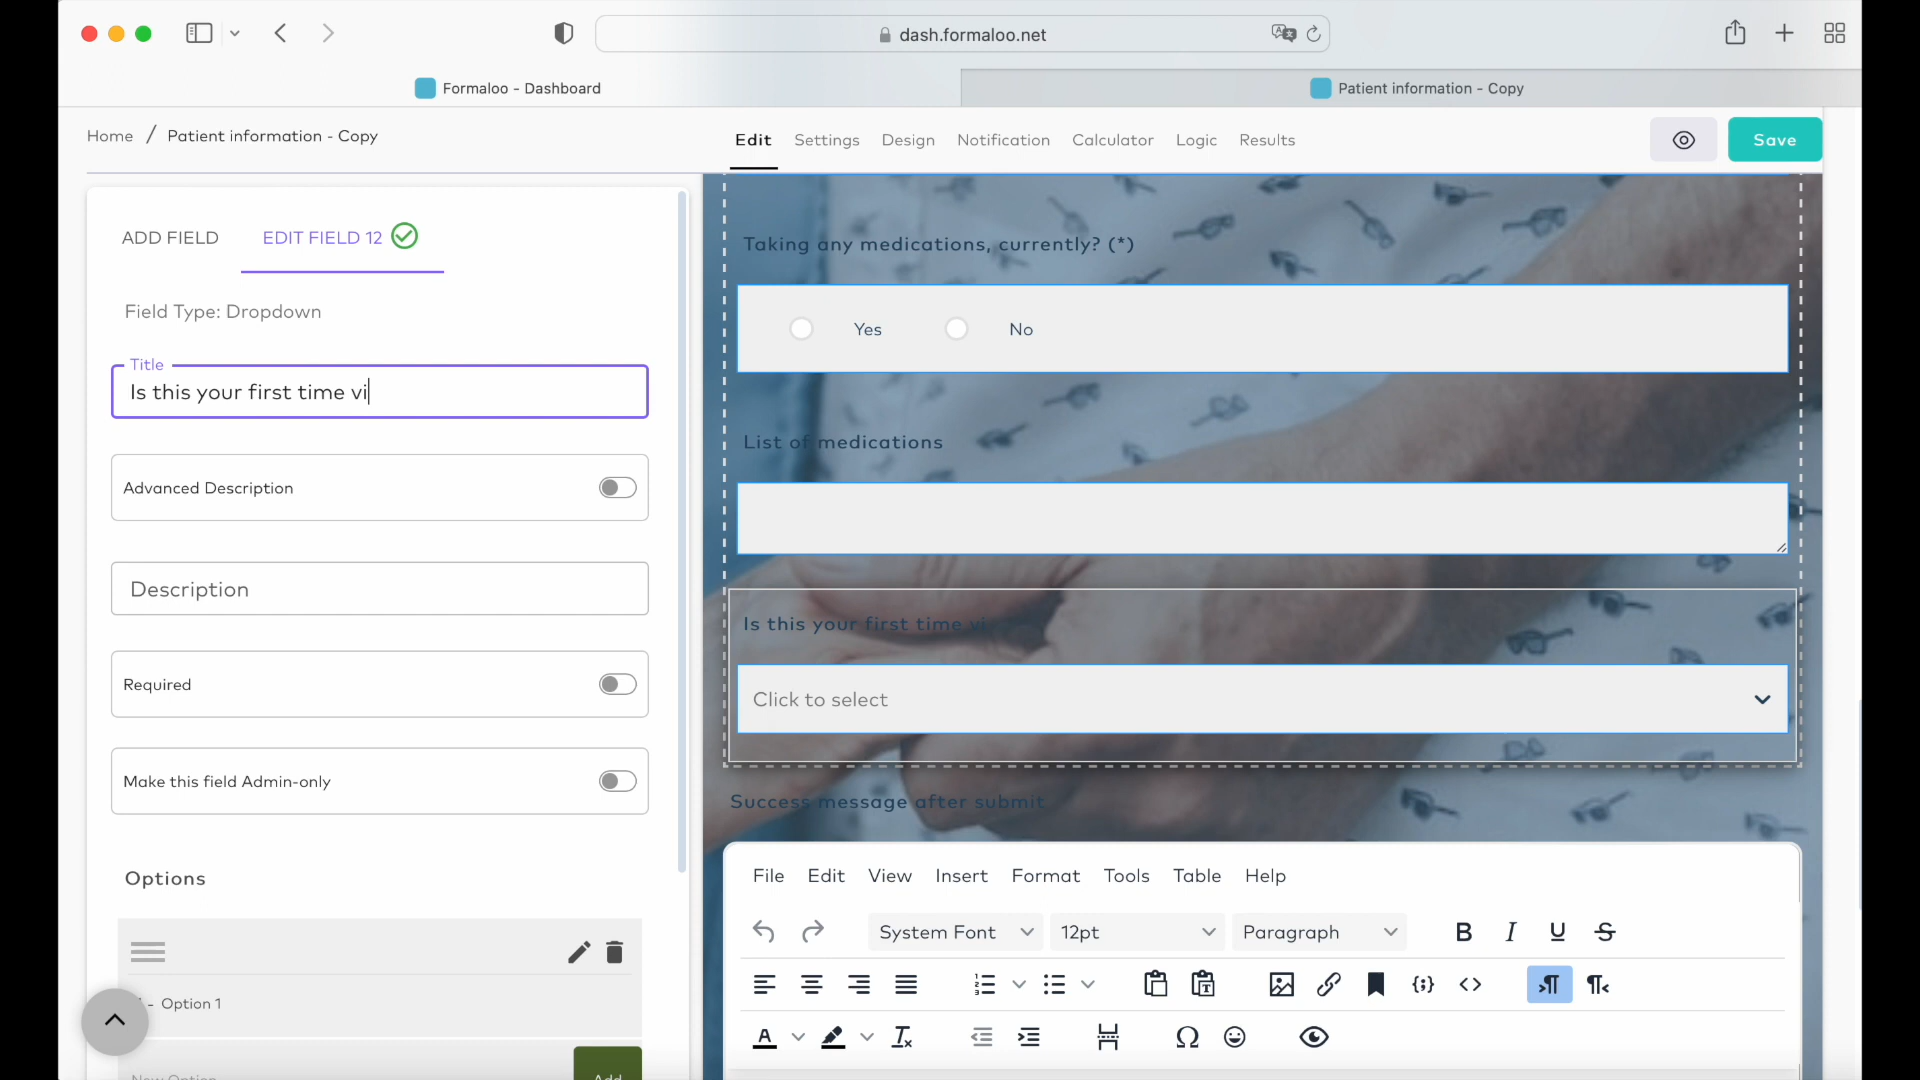 dash.formaloo.net
Formaloo - Dashboard
Patient information - Copy
Home / Patient information - Copy
Edit Settings Design Notification Calculator Logic Results
Save
ADD FIELD
EDIT FIELD 12
Field Type: Dropdown
Title
Is this your first time vi
Advanced Description
Description
Required
Make this field Admin-only
Options
- Option 1
New Option
Add
Taking any medications, currently? (*)
Yes
No
List of medications
Is this your first time vi
Click to select
Success message after submit
File Edit View Insert Format Tools Table Help
System Font 12pt Paragraph B I U S